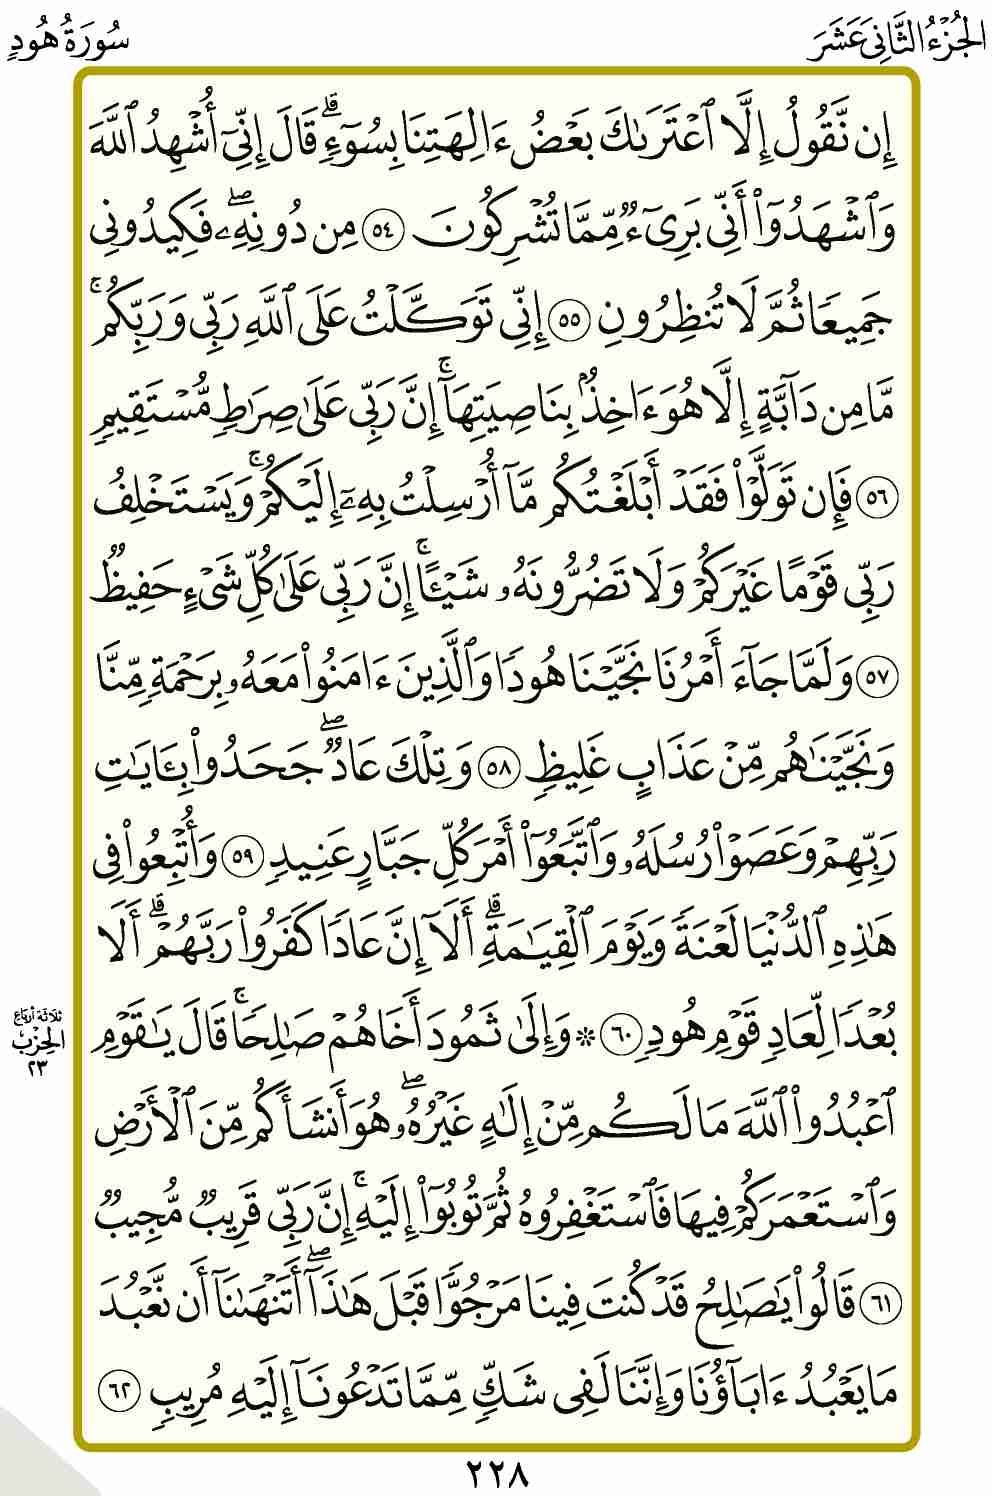 الجُزْءُ الثَّانِي عَشَرَ
سُورَةُ هُودٍ
إِن نَّقُولُ إِلَّا ٱعْتَرَىٰكَ بَعْضُ ءَالِهَتِنَا بِسُوٓءٍۗ قَالَ إِنِّىٓ أُشْهِدُ ٱللَّهَ
وَٱشْهَدُوٓا۟ أَنِّى بَرِىٓءٌ مِّمَّا تُشْرِكُونَ ٥٤ مِن دُونِهِۦۖ فَكِيدُونِى
جَمِيعًا ثُمَّ لَا تُنظِرُونِ ٥٥ إِنِّى تَوَكَّلْتُ عَلَى ٱللَّهِ رَبِّى وَرَبِّكُمۚ
مَّا مِن دَآبَّةٍ إِلَّا هُوَ ءَاخِذٌۢ بِنَاصِيَتِهَآۚ إِنَّ رَبِّى عَلَىٰ صِرَٰطٍ مُّسْتَقِيمٍ
٥٦ فَإِن تَوَلَّوْا۟ فَقَدْ أَبْلَغْتُكُم مَّآ أُرْسِلْتُ بِهِۦٓ إِلَيْكُمْۚ وَيَسْتَخْلِفُ
رَبِّى قَوْمًا غَيْرَكُمْ وَلَا تَضُرُّونَهُۥ شَيْـًٔاۚ إِنَّ رَبِّى عَلَىٰ كُلِّ شَىْءٍ حَفِيظٌ
٥٧ وَلَمَّا جَآءَ أَمْرُنَا نَجَّيْنَا هُودًا وَٱلَّذِينَ ءَامَنُوا۟ مَعَهُۥ بِرَحْمَةٍ مِّنَّا
وَنَجَّيْنَٰهُم مِّنْ عَذَابٍ غَلِيظٍ ٥٨ وَتِلْكَ عَادٌۖ جَحَدُوا۟ بِـَٔايَٰتِ
رَبِّهِمْ وَعَصَوْا۟ رُسُلَهُۥ وَٱتَّبَعُوٓا۟ أَمْرَ كُلِّ جَبَّارٍ عَنِيدٍ ٥٩ وَأُتْبِعُوا۟ فِى
هَٰذِهِ ٱلدُّنْيَا لَعْنَةً وَيَوْمَ ٱلْقِيَٰمَةِۗ أَلَآ إِنَّ عَادًا كَفَرُوا۟ رَبَّهُمْۗ أَلَا
بُعْدًا لِّعَادٍ قَوْمِ هُودٍ ٦٠ ۞ وَإِلَىٰ ثَمُودَ أَخَاهُمْ صَٰلِحًاۚ قَالَ يَٰقَوْمِ
ثلاثة أرباع
الحِزْب
٢٣
ٱعْبُدُوا۟ ٱللَّهَ مَا لَكُم مِّنْ إِلَٰهٍ غَيْرُهُۥۖ هُوَ أَنشَأَكُم مِّنَ ٱلْأَرْضِ
وَٱسْتَعْمَرَكُمْ فِيهَا فَٱسْتَغْفِرُوهُ ثُمَّ تُوبُوٓا۟ إِلَيْهِۚ إِنَّ رَبِّى قَرِيبٌ مُّجِيبٌ
٦١ قَالُوا۟ يَٰصَٰلِحُ قَدْ كُنتَ فِينَا مَرْجُوًّا قَبْلَ هَٰذَآۖ أَتَنْهَىٰنَآ أَن نَّعْبُدَ
مَا يَعْبُدُ ءَابَآؤُنَا وَإِنَّنَا لَفِى شَكٍّ مِّمَّا تَدْعُونَآ إِلَيْهِ مُرِيبٍ ٦٢
٢٢٨